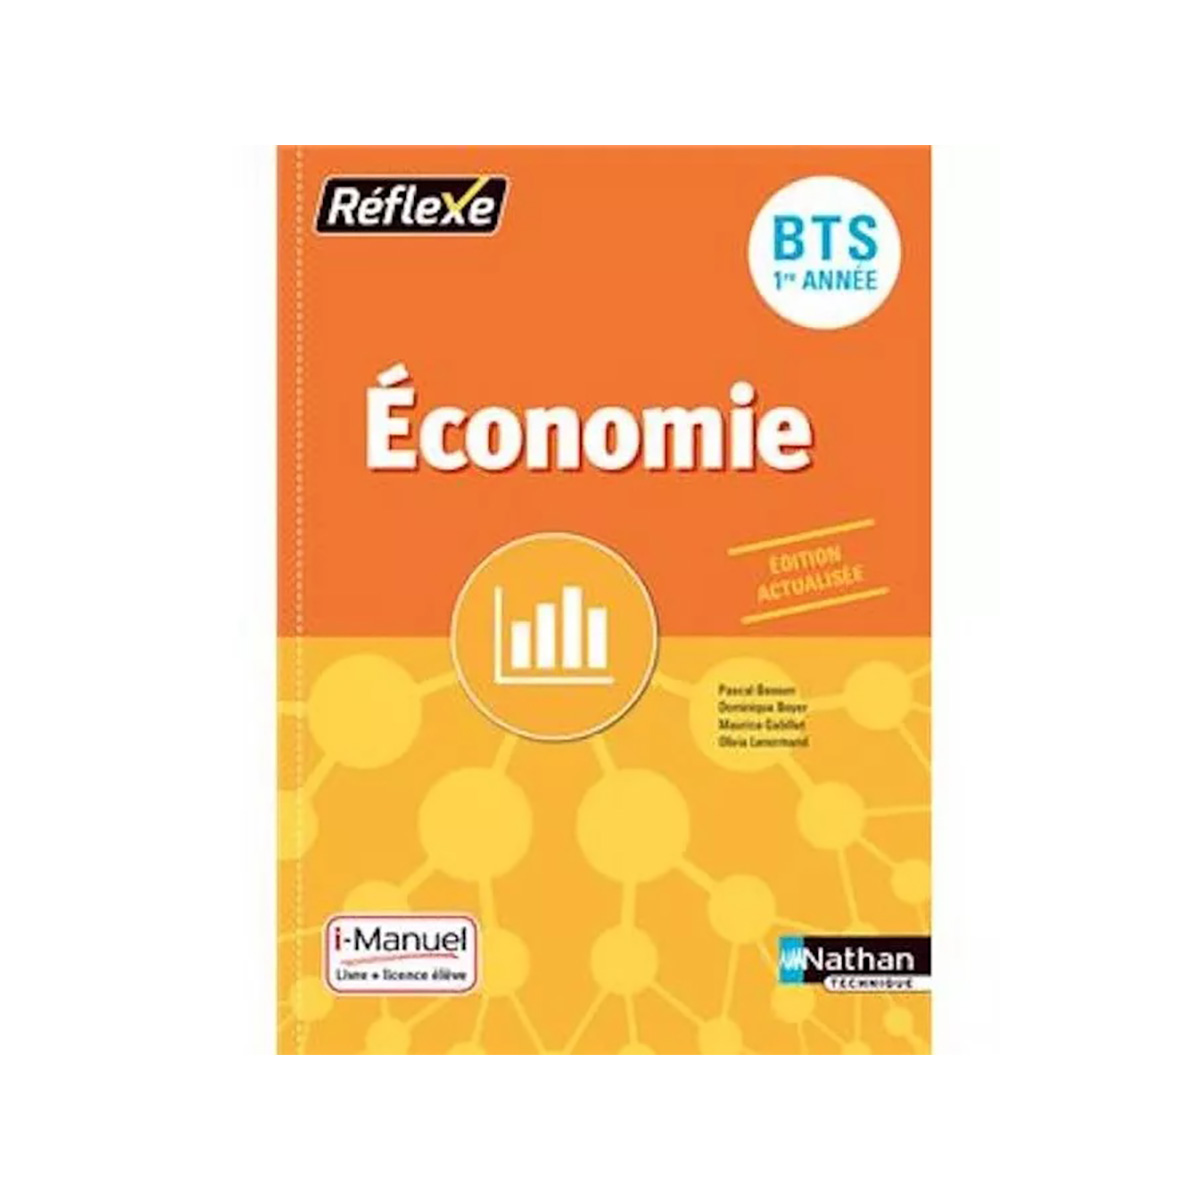 Réflexe
BTS
1re ANNÉE
Économie
ÉDITION
ACTUALISÉE
Pascal Besson
Dominique Boyer
Maurice
Olivia Lenormand
i-Manuel
Livre + licence élève
Nathan
TECHNIQUE